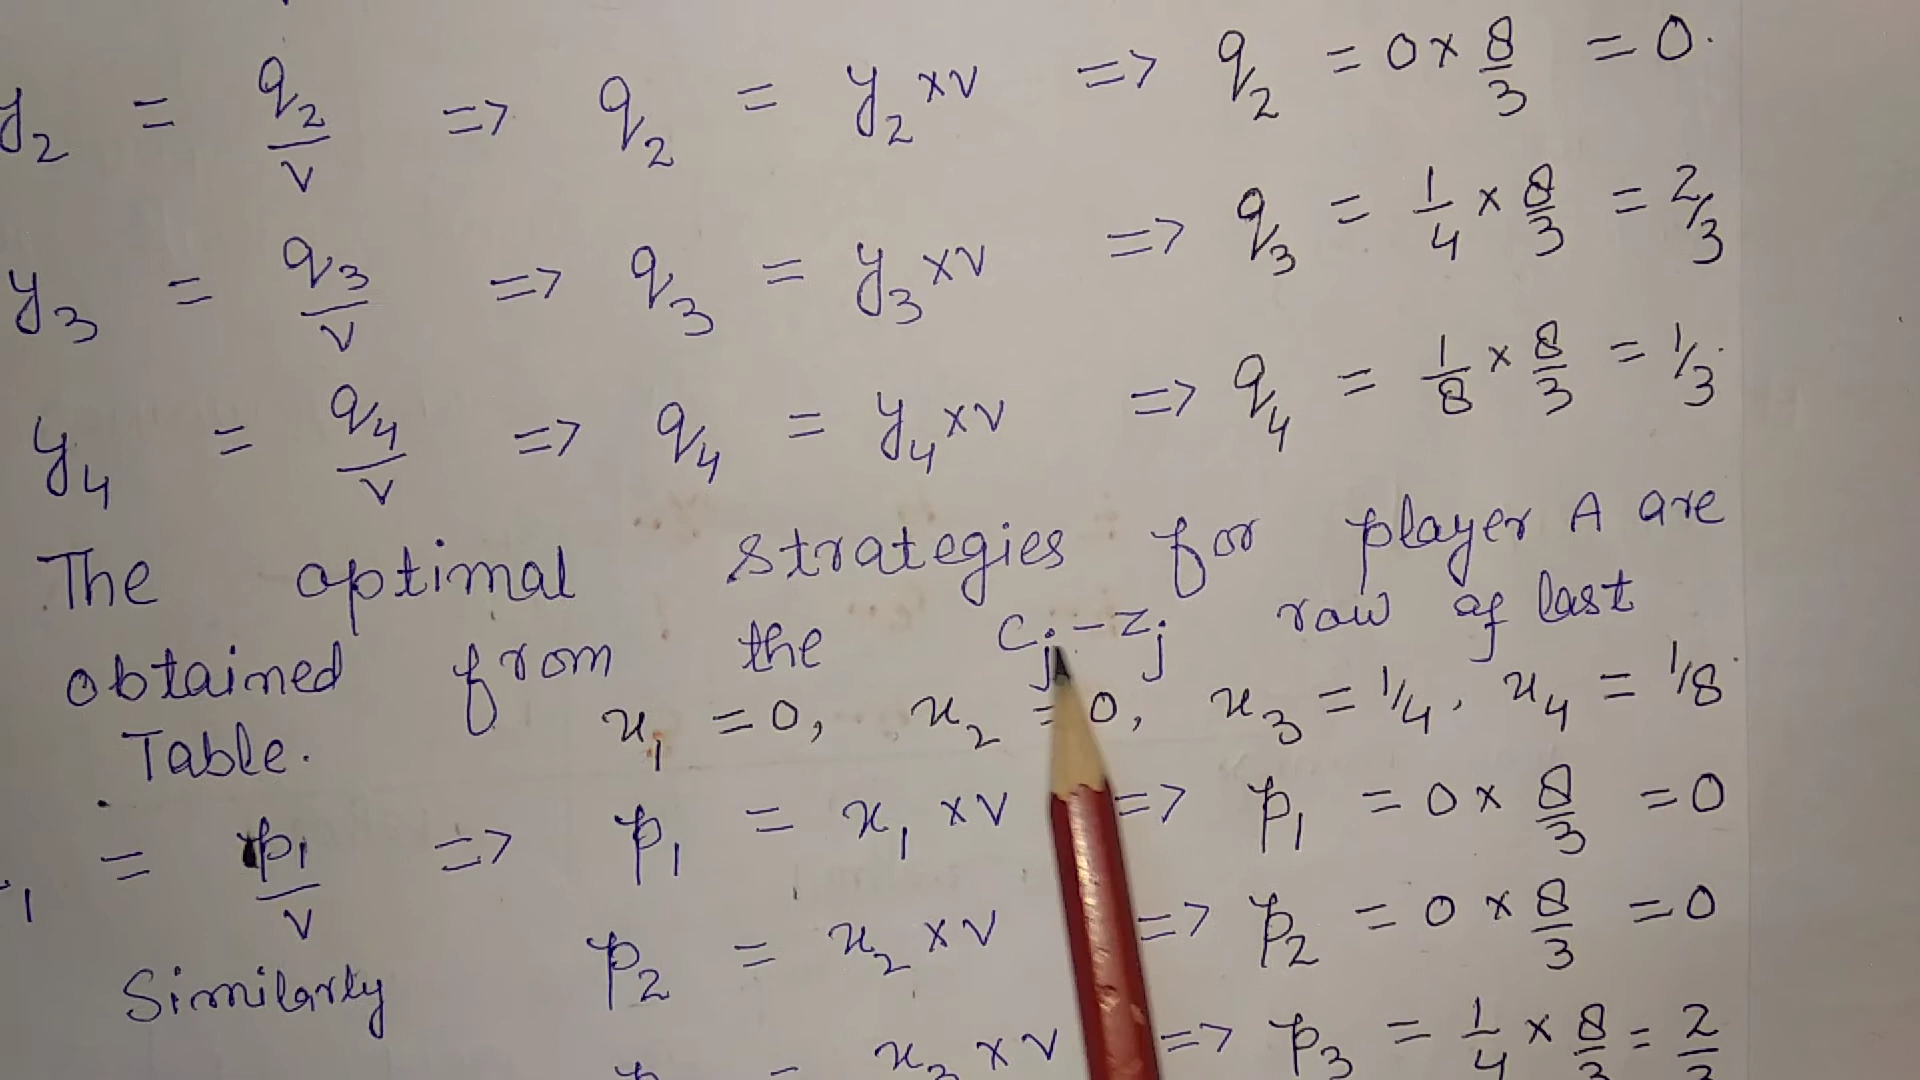 y2 = q2/v => q2 = y2 × v => q2 = 0 × 8/3 = 0.
y3 = q3/v => q3 = y3 × v => q3 = 1/4 × 8/3 = 2/3
y4 = q4/v => q4 = y4 × v => q4 = 1/8 × 8/3 = 1/3.
The optimal strategies for player A are
obtained from the Cj - Zj row of last
Table. x1 = 0, x2 = 0, x3 = 1/4, x4 = 1/8.
1 = p1/v => p1 = x1 × v => p1 = 0 × 8/3 = 0
Similarly p2 = x2 × v => p2 = 0 × 8/3 = 0
x3 × v => p3 = 1/4 × 8/3 = 2/3